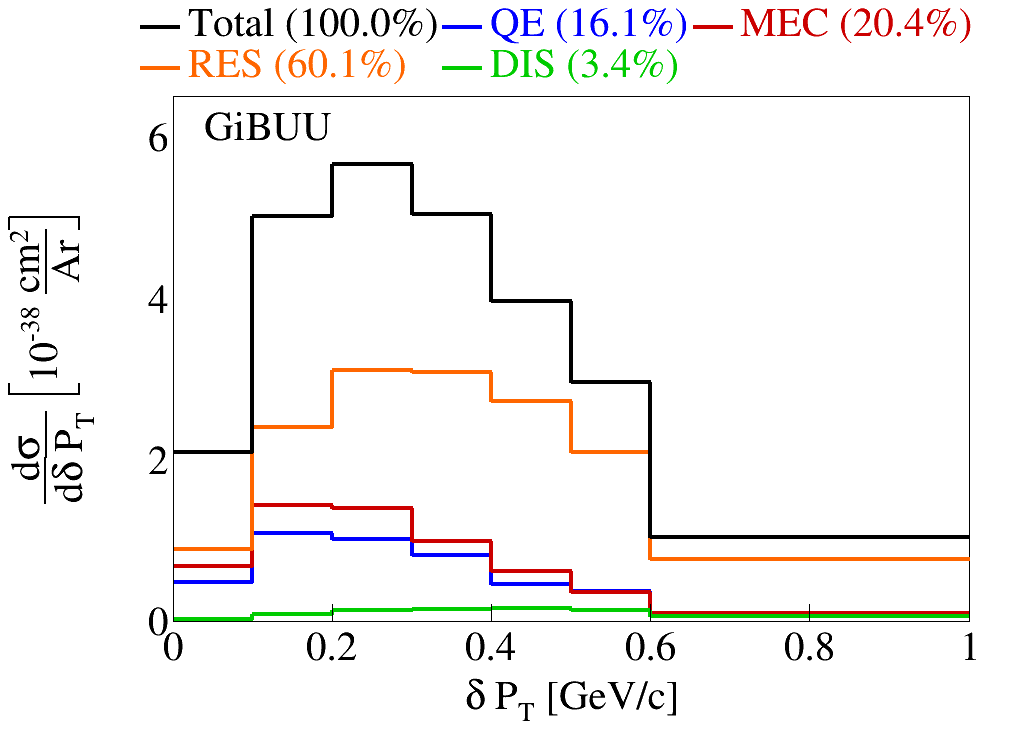 Total (100.0%) QE (16.1%) MEC (20.4%)
RES (60.1%) DIS (3.4%)
GiBUU
6
4
2
0
0 0.2 0.4 0.6 0.8 1
δ P_T [GeV/c]
dσ/dδ P_T [10^-38 cm^2/Ar]